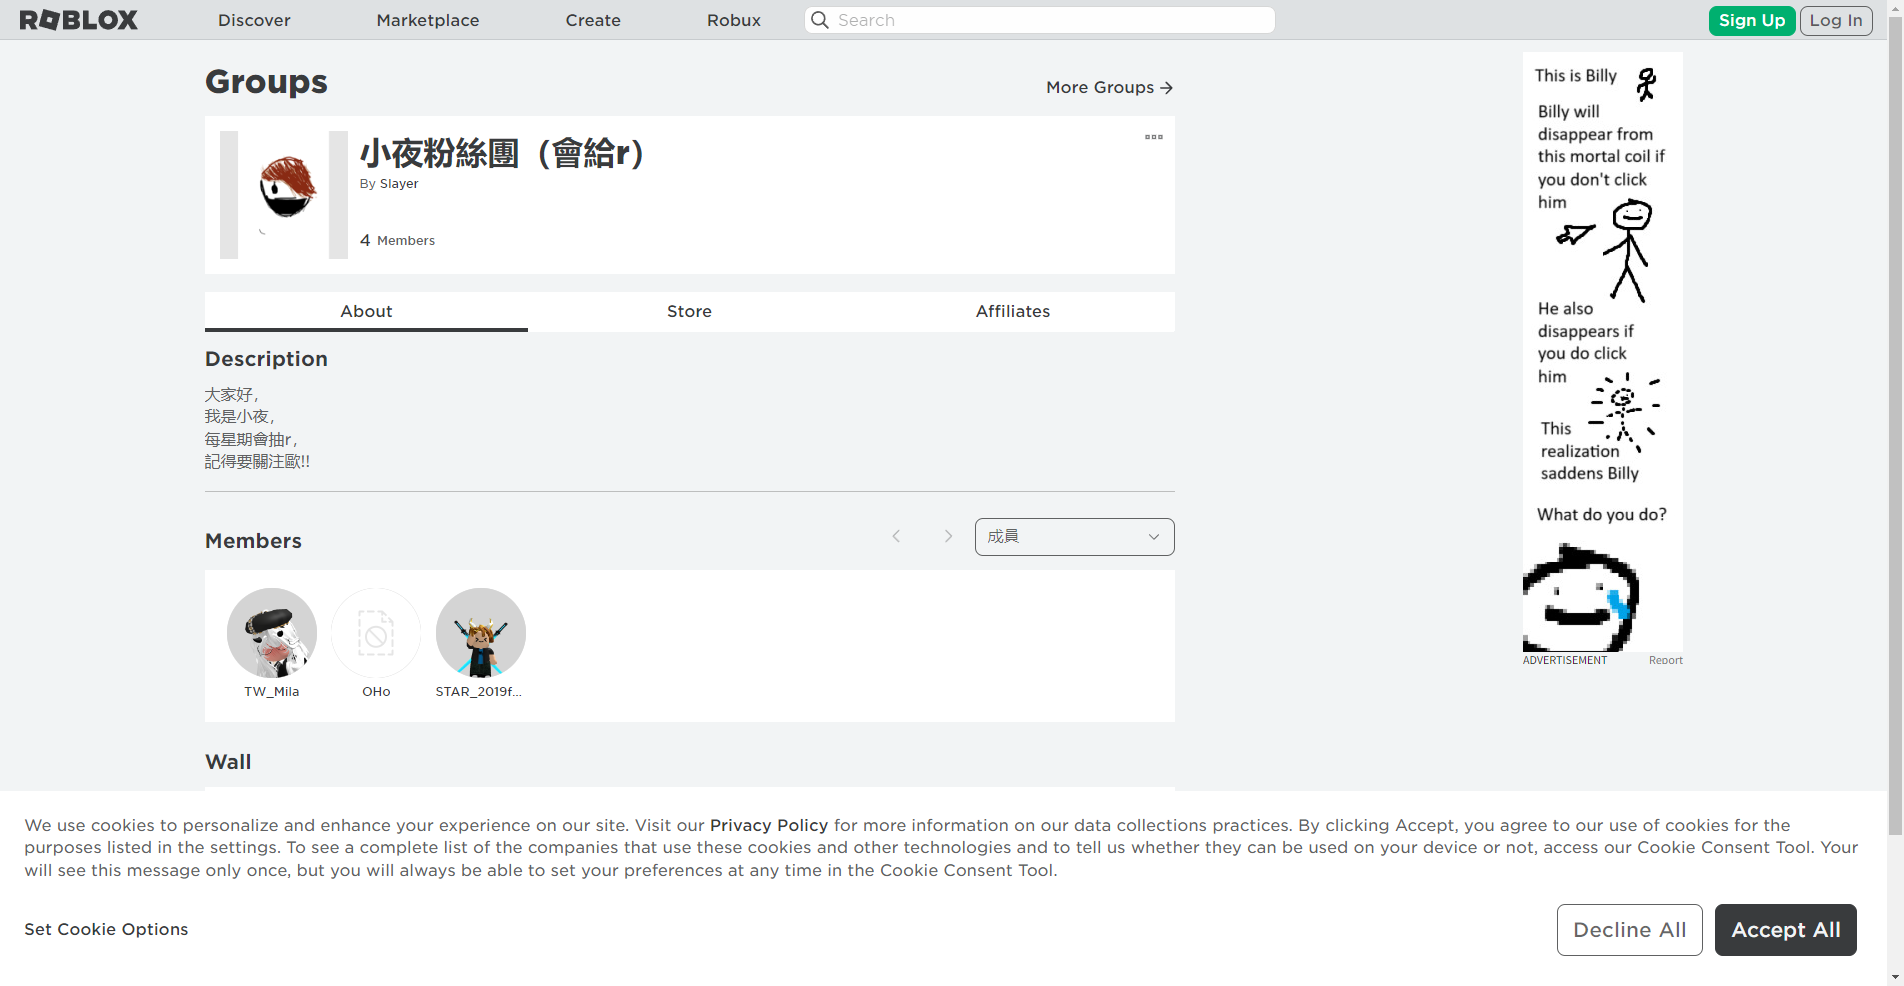 ROBLOX
Discover
Marketplace
Create
Robux
Search
Sign Up
Log In
Groups
More Groups
小夜粉絲團（會給r）
By Slayer
4 Members
About
Store
Affiliates
Description
大家好，
我是小夜，
每星期會抽r，
記得要關注歐!!
Members
成員
TW_Mila
OHo
STAR_2019f...
Wall
This is Billy
Billy will
disappear from
this mortal coil if
you don't click
him
He also
disappears if
you do click
him
This
realization
saddens Billy
What do you do?
ADVERTISEMENT
Report
We use cookies to personalize and enhance your experience on our site. Visit our Privacy Policy for more information on our data collections practices. By clicking Accept, you agree to our use of cookies for the
purposes listed in the settings. To see a complete list of the companies that use these cookies and other technologies and to tell us whether they can be used on your device or not, access our Cookie Consent Tool. Your
will see this message only once, but you will always be able to set your preferences at any time in the Cookie Consent Tool.
Set Cookie Options
Decline All
Accept All